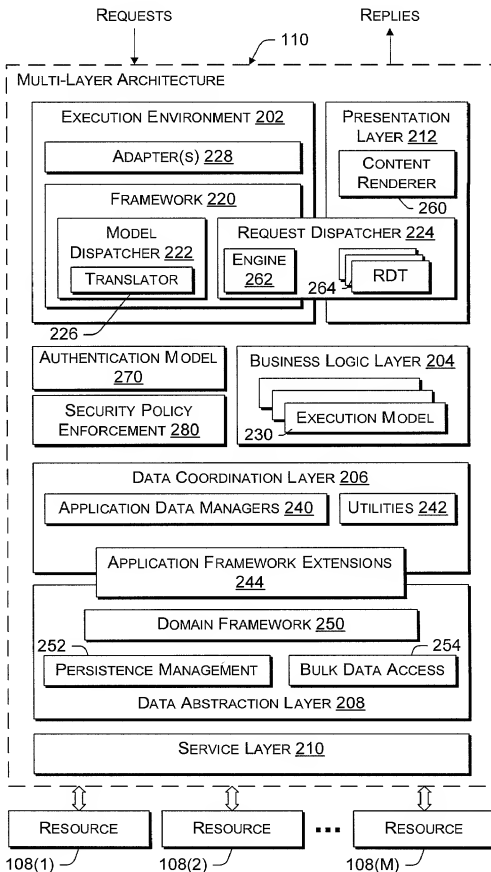 REQUESTS
REPLIES
110
MULTI-LAYER ARCHITECTURE
EXECUTION ENVIRONMENT 202
ADAPTER(S) 228
FRAMEWORK 220
MODEL
DISPATCHER 222
TRANSLATOR
226
PRESENTATION
LAYER 212
CONTENT
RENDERER
260
REQUEST DISPATCHER 224
ENGINE
262
264
RDT
AUTHENTICATION MODEL
270
SECURITY POLICY
ENFORCEMENT 280
BUSINESS LOGIC LAYER 204
EXECUTION MODEL
230
DATA COORDINATION LAYER 206
APPLICATION DATA MANAGERS 240
UTILITIES 242
APPLICATION FRAMEWORK EXTENSIONS
244
DOMAIN FRAMEWORK 250
252
254
PERSISTENCE MANAGEMENT
BULK DATA ACCESS
DATA ABSTRACTION LAYER 208
SERVICE LAYER 210
RESOURCE
RESOURCE
...
RESOURCE
108(1)
108(2)
108(M)